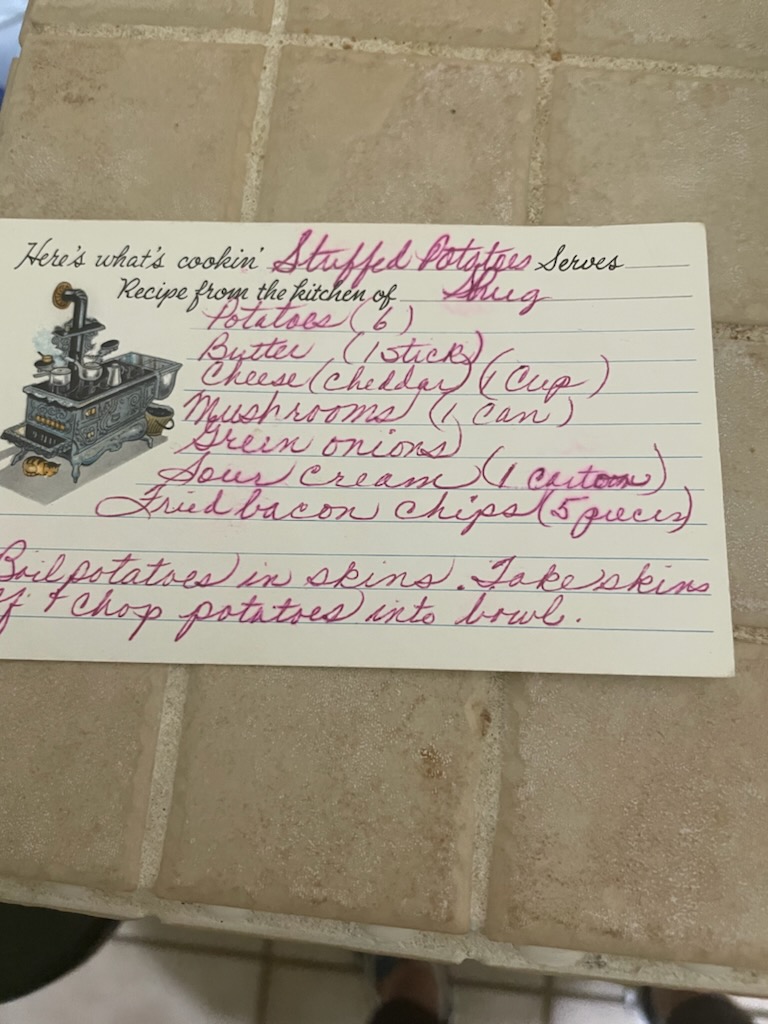 Here's what's cookin' Stuffed Potatoes Serves
Recipe from the kitchen of Shug
Potatoes (6)
Butter (1 stick)
Cheese (cheddar) (1 cup)
Mushrooms (1 can)
Green onions
Sour cream (1 cartoon)
Fried bacon chips (5 pieces)
Boil potatoes in skins. Take skins
f & chop potatoes into bowl.